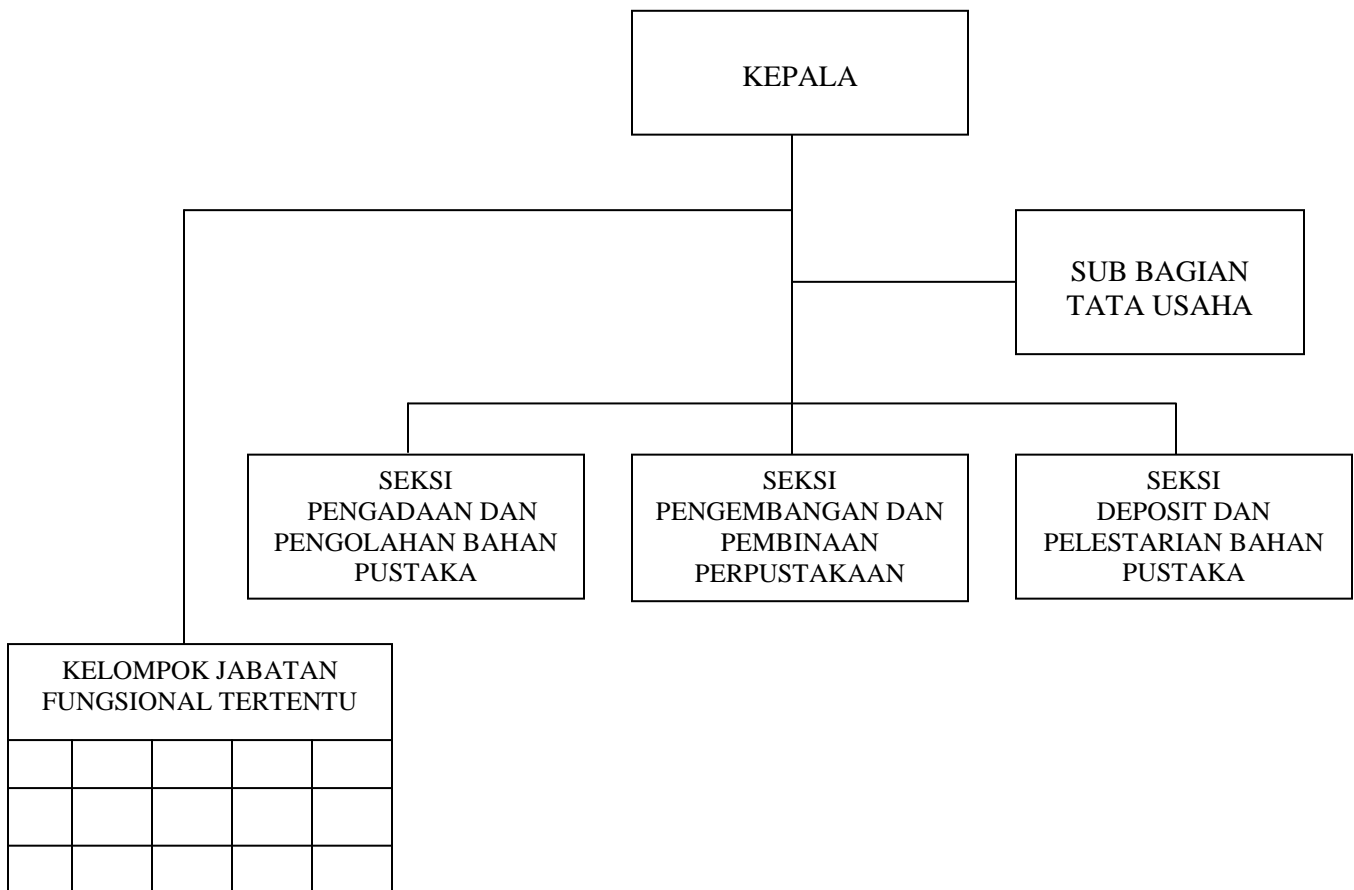 KEPALA
SUB BAGIAN
TATA USAHA
SEKSI
PENGADAAN DAN
PENGOLAHAN BAHAN
PUSTAKA
SEKSI
PENGEMBANGAN DAN
PEMBINAAN
PERPUSTAKAAN
SEKSI
DEPOSIT DAN
PELESTARIAN BAHAN
PUSTAKA
KELOMPOK JABATAN
FUNGSIONAL TERTENTU